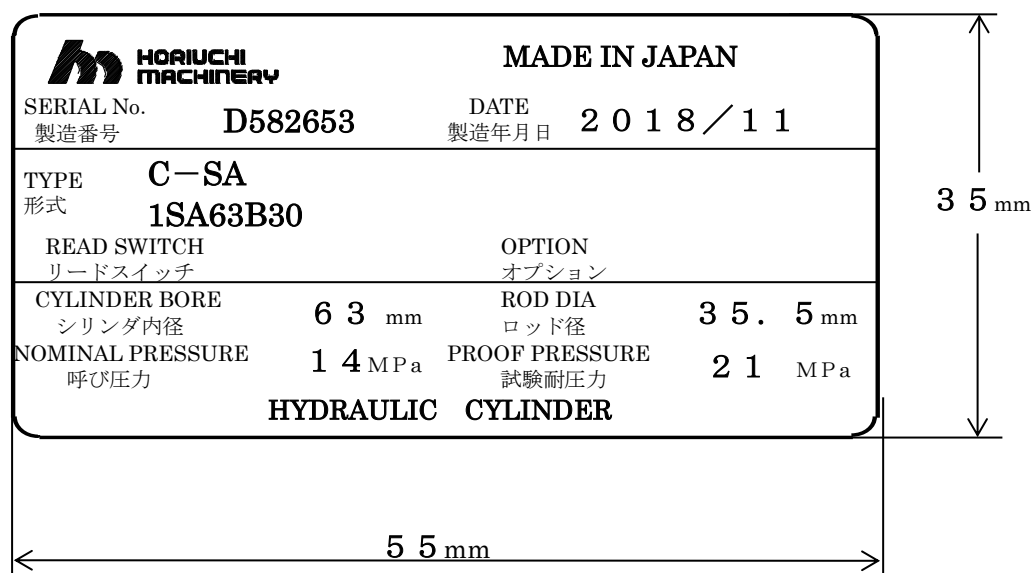 HORIUCHI
MACHINERY
MADE IN JAPAN
SERIAL No.
製造番号
D582653
DATE
製造年月日
2018／11
TYPE
形式
C－SA
1SA63B30
READ SWITCH
リードスイッチ
OPTION
オプション
CYLINDER BORE
シリンダ内径
63 mm
ROD DIA
ロッド径
35．5mm
NOMINAL PRESSURE
呼び圧力
14MPa
PROOF PRESSURE
試験耐圧力
21 MPa
HYDRAULIC CYLINDER
35mm
55mm